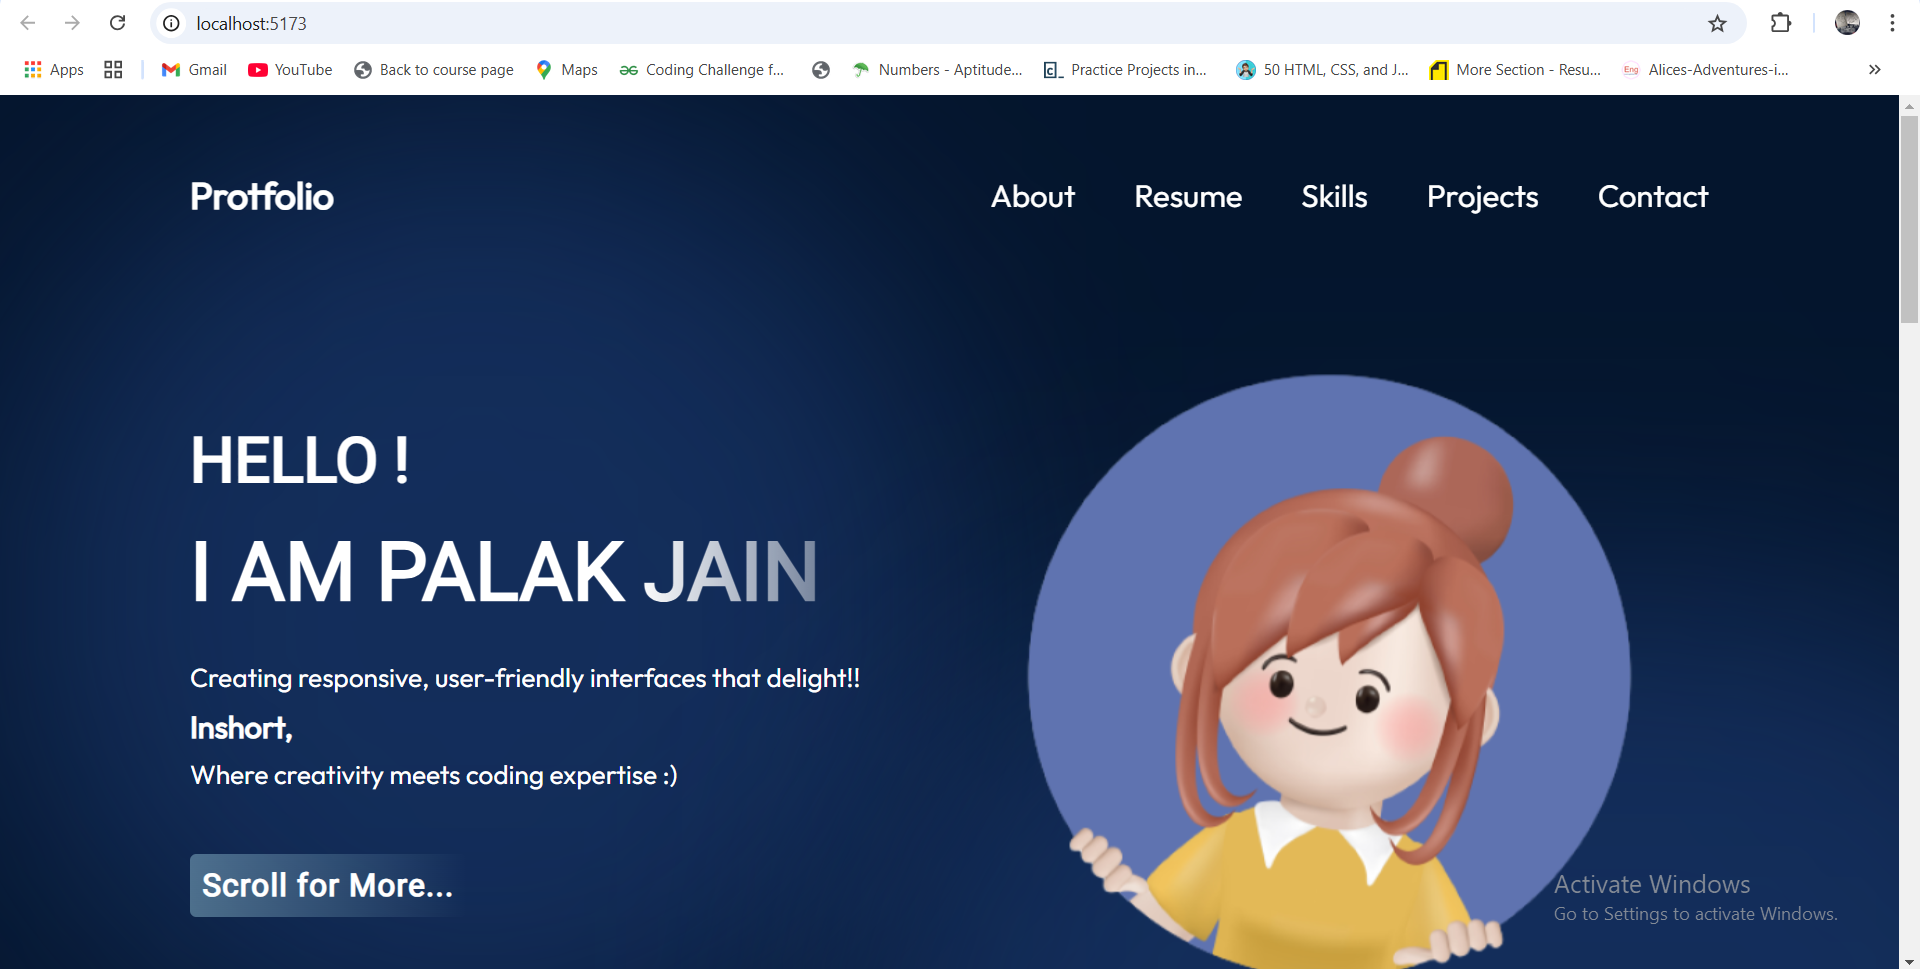 localhost:5173
Apps Gmail YouTube Back to course page Maps Coding Challenge f... Numbers - Aptitude... Practice Projects in... 50 HTML, CSS, and J... More Section - Resu... Eng Alices-Adventures-i...
Protfolio About Resume Skills Projects Contact
HELLO !
I AM PALAK JAIN
Creating responsive, user-friendly interfaces that delight!!
Inshort,
Where creativity meets coding expertise :)
Scroll for More...
Activate Windows
Go to Settings to activate Windows.